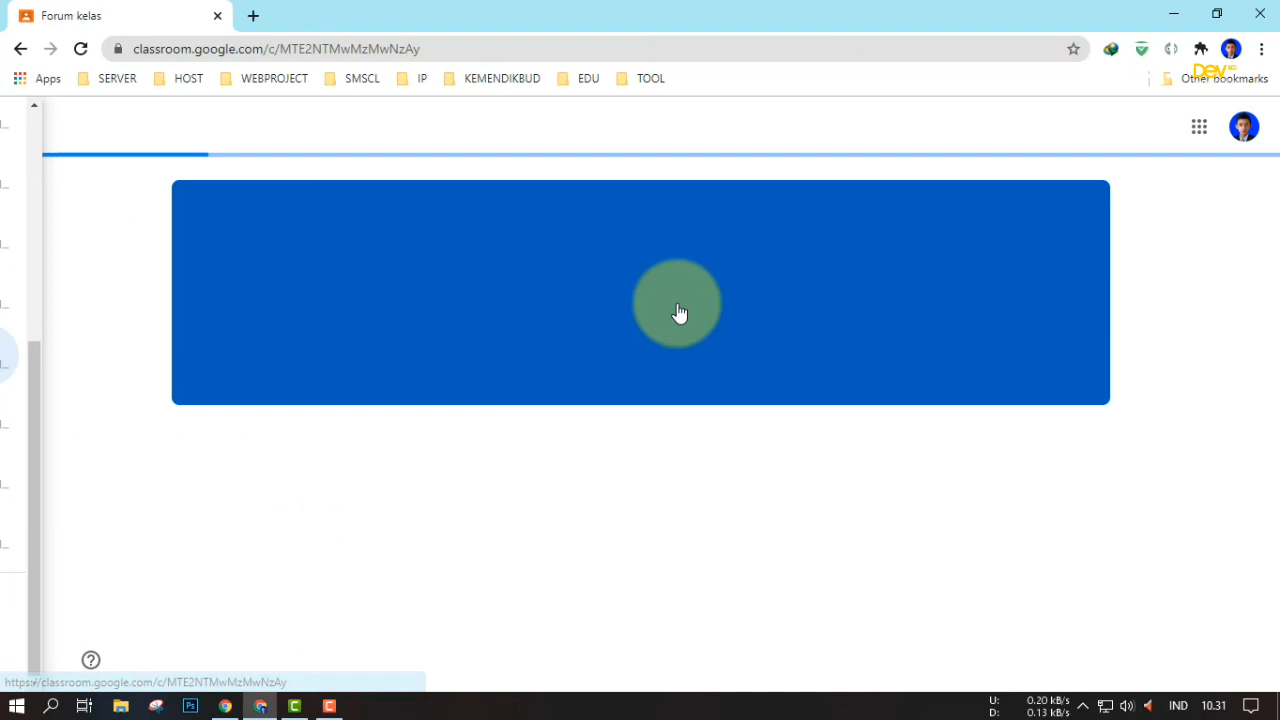 Forum kelas
classroom.google.com/c/MTE2NTMwMzMwNzAy
Apps SERVER HOST WEBPROJECT SMSCL IP KEMENDIKBUD EDU TOOL Other bookmarks
https://classroom.google.com/c/MTE2NTMwMzMwNzAy
U: 0.20 kB/s
D: 0.13 kB/s
IND 10.31